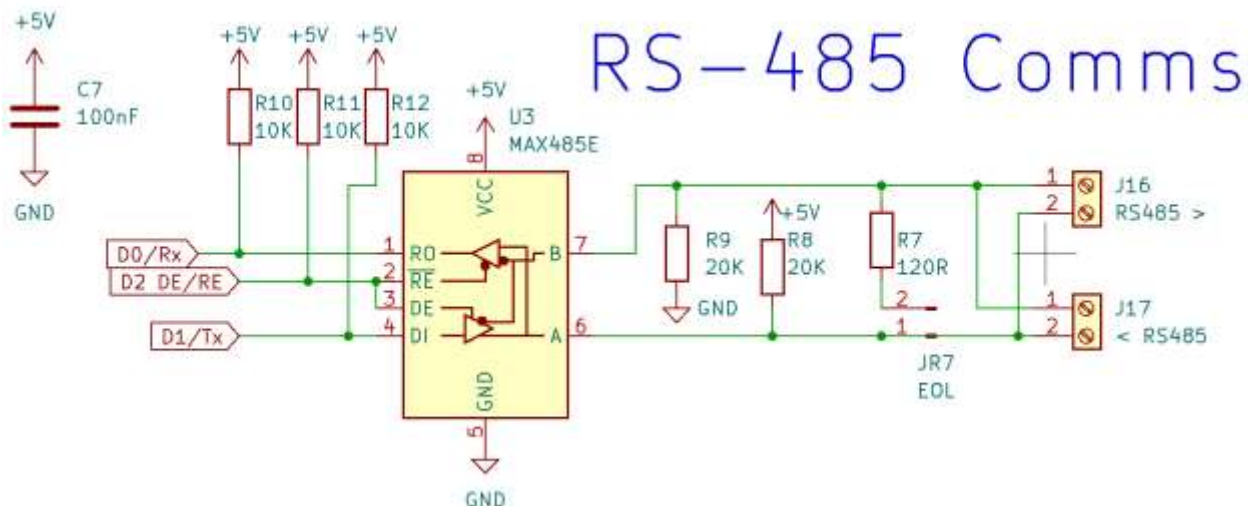 +5V
C7
100nF
GND
+5V
+5V
+5V
R10
10K
R11
10K
R12
10K
+5V
U3
MAX485E
RS-485 Comms
8
VCC
D0/Rx
D2 DE/RE
D1/Tx
1
2
3
4
RO
RE
DE
DI
B
A
7
6
GND
5
GND
R9
20K
GND
+5V
R8
20K
R7
120R
2
1
JR7
EOL
1
2
J16
RS485 >
1
2
J17
< RS485